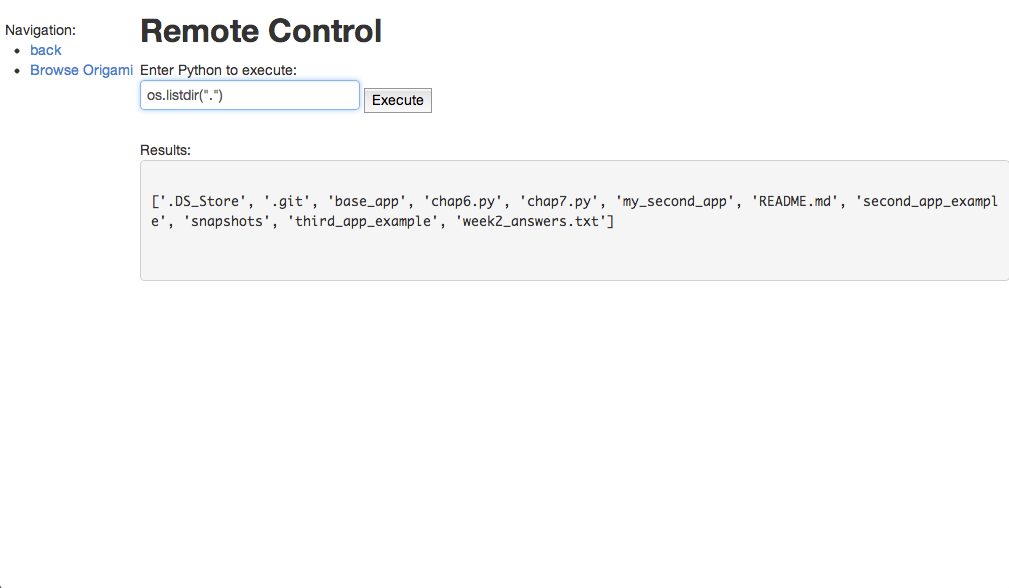 Navigation:
back
Browse Origami
Remote Control
Enter Python to execute:
os.listdir(".")
Execute
Results:
['.DS_Store', '.git', 'base_app', 'chap6.py', 'chap7.py', 'my_second_app', 'README.md', 'second_app_exampl
e', 'snapshots', 'third_app_example', 'week2_answers.txt']